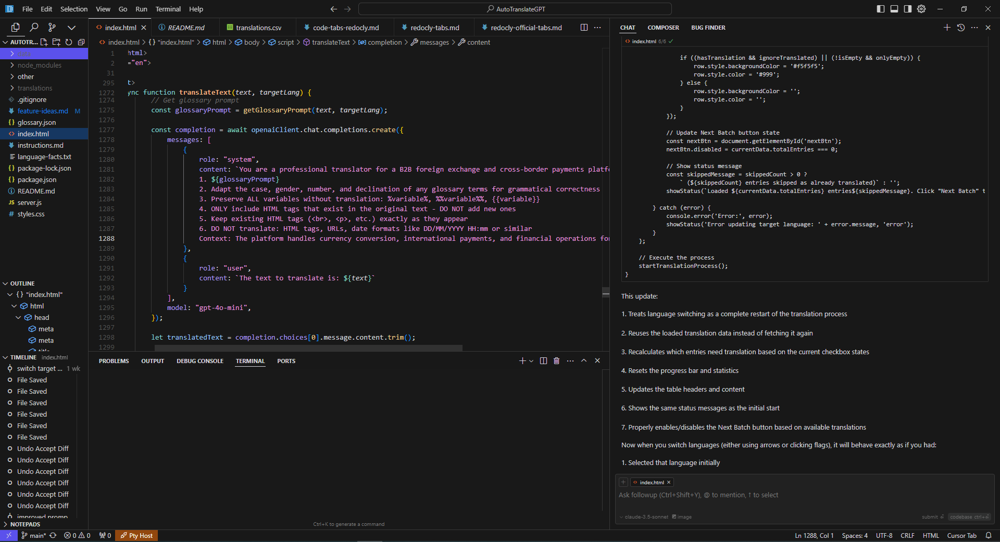 File Edit Selection View Go Run Terminal Help
AutoTranslateGPT
AUTOTR...
data
node_modules
other
translations
.gitignore
feature-ideas.md M
glossary.json
index.html
instructions.md
language-facts.txt
package-lock.json
package.json
README.md
server.js
styles.css
OUTLINE
"index.html"
html
head
meta
meta
TIMELINE index.html
switch target ... 1 wk
File Saved
File Saved
File Saved
File Saved
File Saved
File Saved
Undo Accept Diff
Undo Accept Diff
Undo Accept Diff
Undo Accept Diff
Undo Accept Diff
Undo Accept Diff
improved promp
NOTEPADS
index.html README.md translations.csv code-tabs-redocly.md redocly-tabs.md redocly-official-tabs.md
index.html > {} "index.html" > html > body > script > translateText > completion > messages > content
1 html>
2 ="en">
31
295 t>
1272 ync function translateText(text, targetLang) {
1274 // Get glossary prompt
1275 const glossaryPrompt = getGlossaryPrompt(text, targetLang);
1276
1277 const completion = await openaiClient.chat.completions.create({
1278 messages: [
1279 {
1280 role: "system",
1281 content: `You are a professional translator for a B2B foreign exchange and cross-border payments platf
1282 1. ${glossaryPrompt}
1283 2. Adapt the case, gender, number, and declination of any glossary terms for grammatical correctness
1284 3. Preserve ALL variables without translation: %variable%, %%variable%%, {{variable}}
1285 4. ONLY include HTML tags that exist in the original text - DO NOT add new ones
1286 5. Keep existing HTML tags (<br>, <p>, etc.) exactly as they appear
1287 6. DO NOT translate: HTML tags, URLs, date formats like DD/MM/YYYY HH:mm or similar
1288 Context: The platform handles currency conversion, international payments, and financial operations for
1289 },
1290 {
1291 role: "user",
1292 content: `The text to translate is: ${text}`
1293 }
1294 ],
1295 model: "gpt-4o-mini",
1296 });
1297
1298 let translatedText = completion.choices[0].message.content.trim();
1299
PROBLEMS OUTPUT DEBUG CONSOLE TERMINAL PORTS
Ctrl+K to generate a command
CHAT COMPOSER BUG FINDER
index.html 6/6
if ((hasTranslation && ignoreTranslated) || (!isEmpty && onlyEmpty)) {
row.style.backgroundColor = '#f5f5f5';
row.style.color = '#999';
} else {
row.style.backgroundColor = '';
row.style.color = '';
}
});
// Update Next Batch button state
const nextBtn = document.getElementById('nextBtn');
nextBtn.disabled = currentData.totalEntries === 0;
// Show status message
const skippedMessage = skippedCount > 0 ?
` (${skippedCount} entries skipped as already translated)` : '';
showStatus(`Loaded ${currentData.totalEntries} entries${skippedMessage}. Click "Next Batch" t
} catch (error) {
console.error('Error:', error);
showStatus('Error updating target language: ' + error.message, 'error');
}
};
// Execute the process
startTranslationProcess();
}
This update:
1. Treats language switching as a complete restart of the translation process
2. Reuses the loaded translation data instead of fetching it again
3. Recalculates which entries need translation based on the current checkbox states
4. Resets the progress bar and statistics
5. Updates the table headers and content
6. Shows the same status messages as the initial start
7. Properly enables/disables the Next Batch button based on available translations
Now when you switch languages (either using arrows or clicking flags), it will behave exactly as if you had:
1. Selected that language initially
index.html
Ask followup (Ctrl+Shift+Y), @ to mention, ↑ to select
claude-3.5-sonnet image submit codebase ctrl+
main* 0 0 0 Pty Host
Ln 1288, Col 1 Spaces: 4 UTF-8 CRLF HTML Cursor Tab